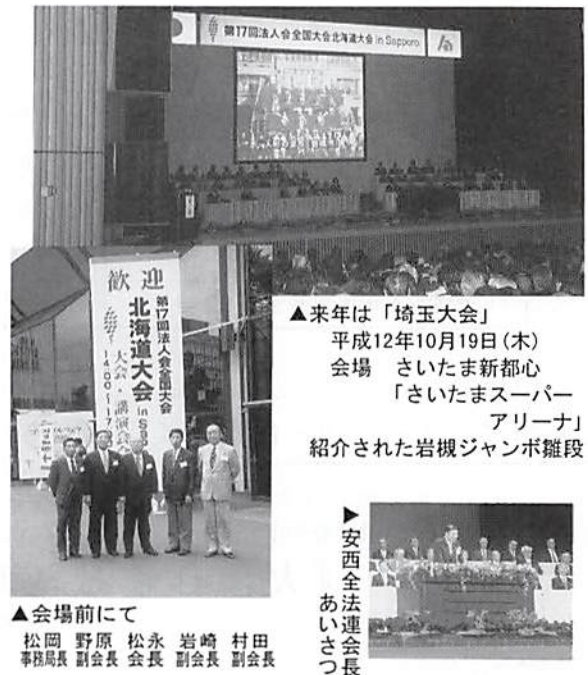 第17回法人会全国大会北海道大会 in Sapporo
歓迎
第17回法人会全国大会
北海道大会 in Sap
大会・講演会
14:00~17
▲来年は「埼玉大会」
平成12年10月19日(木)
会場 さいたま新都心
「さいたまスーパー
アリーナ」
紹介された岩槻ジャンボ雛段
▲会場前にて
松岡 野原 松永 岩崎 村田
事務局長 副会長 会長 副会長 副会長
▶安西全法連会長
あいさつ